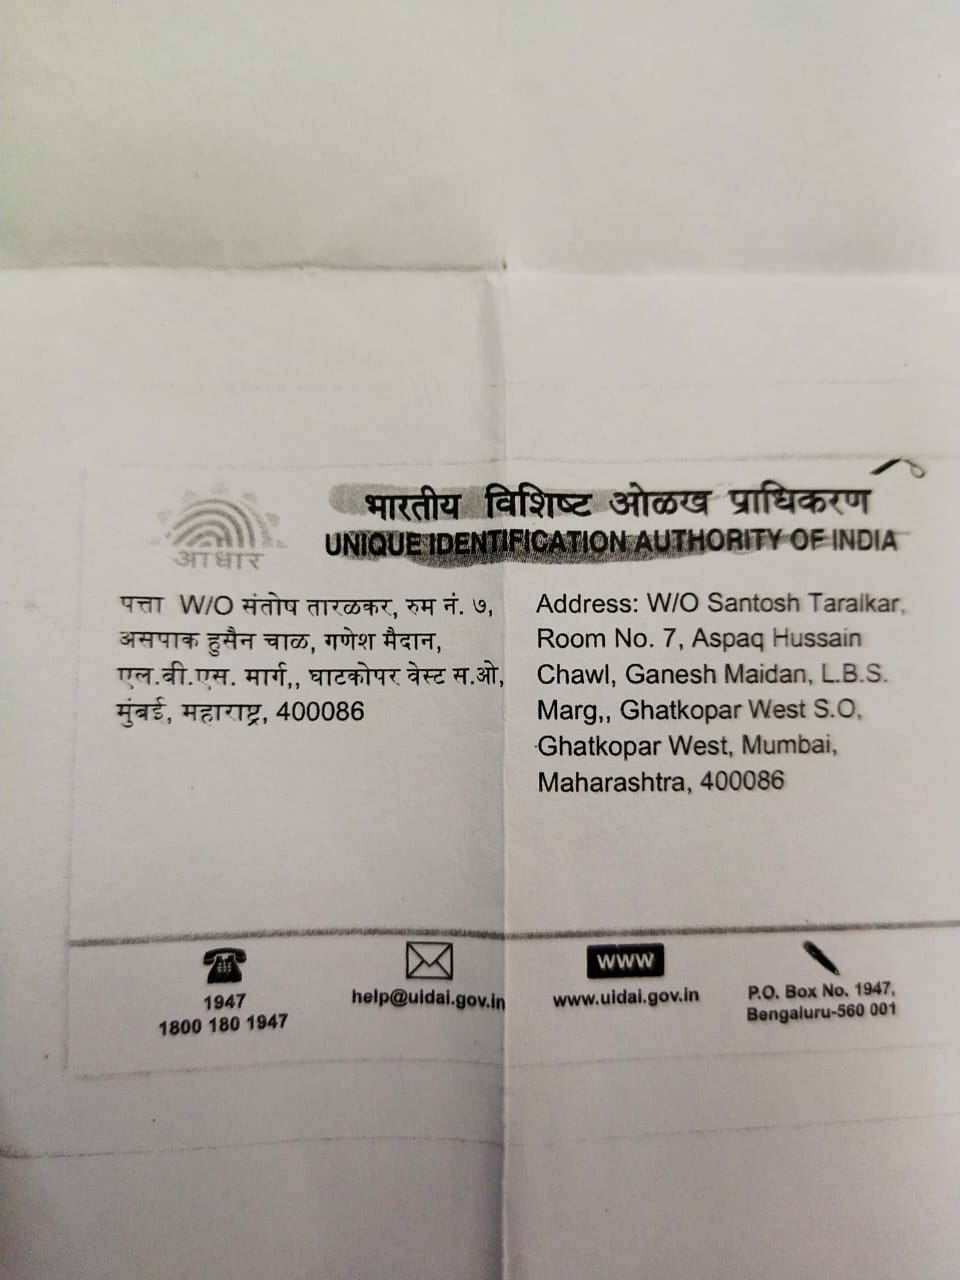 आधार
भारतीय विशिष्ट ओळख प्राधिकरण
UNIQUE IDENTIFICATION AUTHORITY OF INDIA
पत्ता W/O संतोष तारळकर, रुम नं. ७,
असपाक हुसैन चाळ, गणेश मैदान,
एल.बी.एस. मार्ग,, घाटकोपर वेस्ट स.ओ,
मुंबई, महाराष्ट्र, 400086
Address: W/O Santosh Taralkar,
Room No. 7, Aspaq Hussain
Chawl, Ganesh Maidan, L.B.S.
Marg,, Ghatkopar West S.O,
Ghatkopar West, Mumbai,
Maharashtra, 400086
1947
1800 180 1947
help@uidai.gov.in
www
www.uidai.gov.in
P.O. Box No. 1947,
Bengaluru-560 001